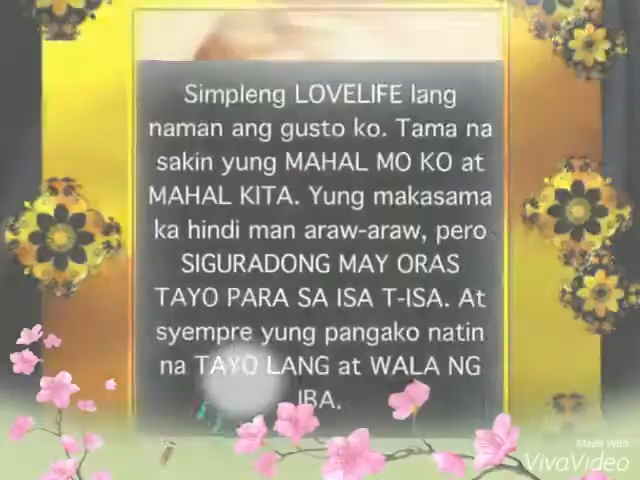 Simpleng LOVELIFE lang
naman ang gusto ko. Tama na
sakin yung MAHAL MO KO at
MAHAL KITA. Yung makasama
ka hindi man araw-araw, pero
SIGURADONG MAY ORAS
TAYO PARA SA ISA T-ISA. At
syempre yung pangako natin
na TAYO LANG at WALA NG
IBA.
Made With
VivaVideo